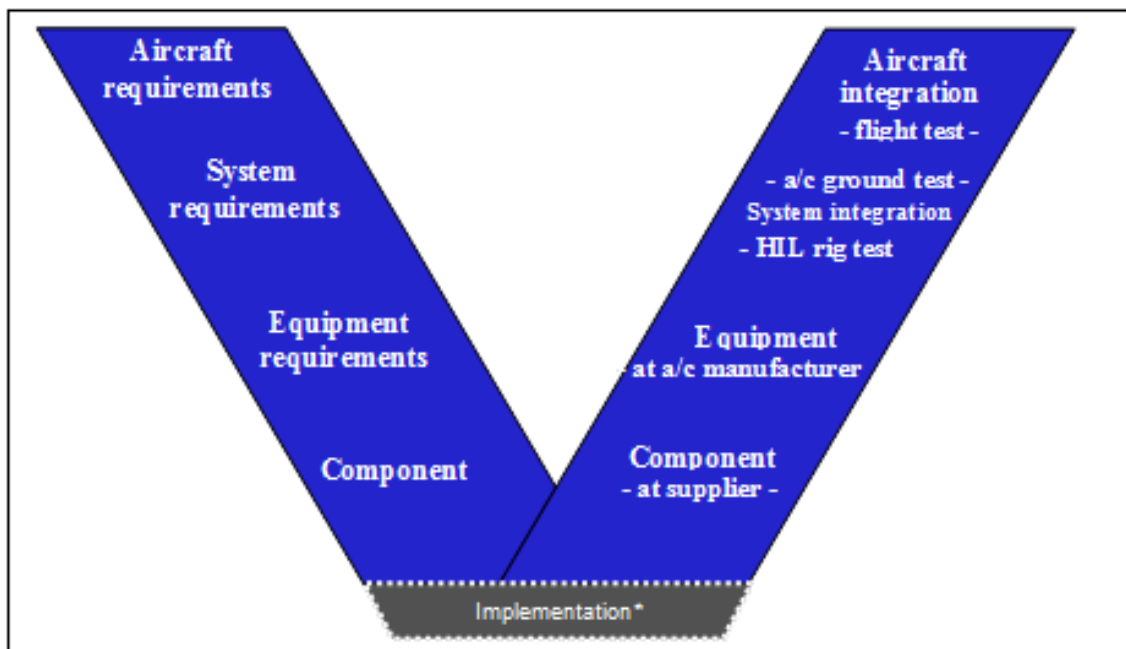 Aircraft
requirements
System
requirements
Equipment
requirements
Component
Aircraft
integration
- flight test -
- a/c ground test -
System integration
- HIL rig test
Equipment
- at a/c manufacturer
Component
- at supplier -
Implementation*